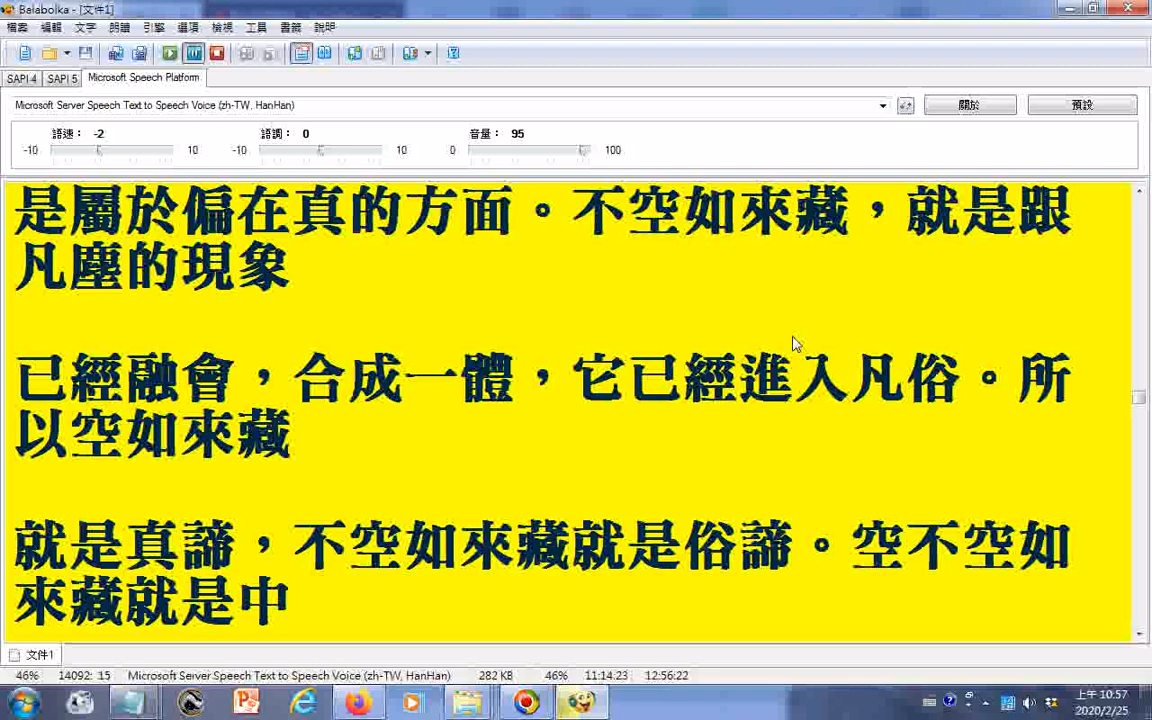 Balabolka - [文件1]
檔案 編輯 文字 朗讀 引擎 選項 檢視 工具 書籤 說明
SAPI 4 SAPI 5 Microsoft Speech Platform
Microsoft Server Speech Text to Speech Voice (zh-TW, HanHan) 關於 預設
語速： -2 語調： 0 音量： 95
-10 10 -10 10 0 100
是屬於偏在真的方面。不空如來藏，就是跟
凡塵的現象
已經融會，合成一體，它已經進入凡俗。所
以空如來藏
就是真諦，不空如來藏就是俗諦。空不空如
來藏就是中
文件1
46% 14092: 15 Microsoft Server Speech Text to Speech Voice (zh-TW, HanHan) 282 KB 46% 11:14.23 12:56:22
上午 10:57
2020/2/25